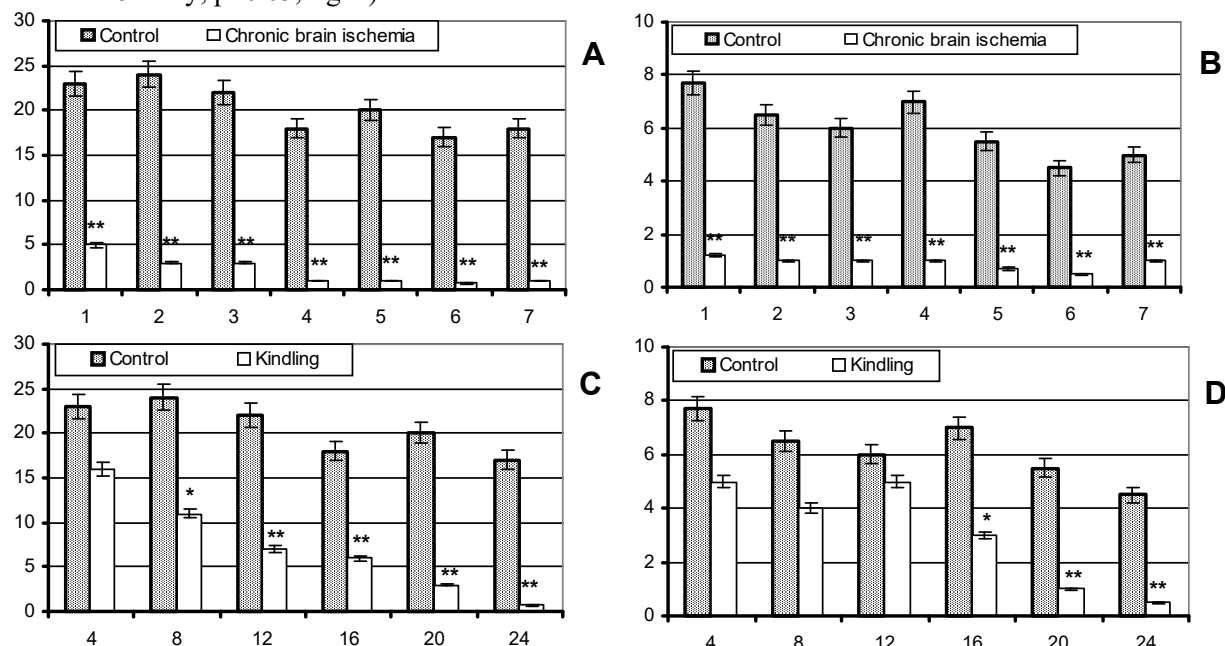 30
Control Chronic brain ischemia
A
25
20
15
10
5
0
** ** ** ** ** ** **
1 2 3 4 5 6 7
10
Control Chronic brain ischemia
B
8
6
4
2
0
** ** ** ** ** ** **
1 2 3 4 5 6 7
30
Control Kindling
C
25
20
15
10
5
0
* ** ** ** **
4 8 12 16 20 24
10
Control Kindling
D
8
6
4
2
0
* ** **
4 8 12 16 20 24